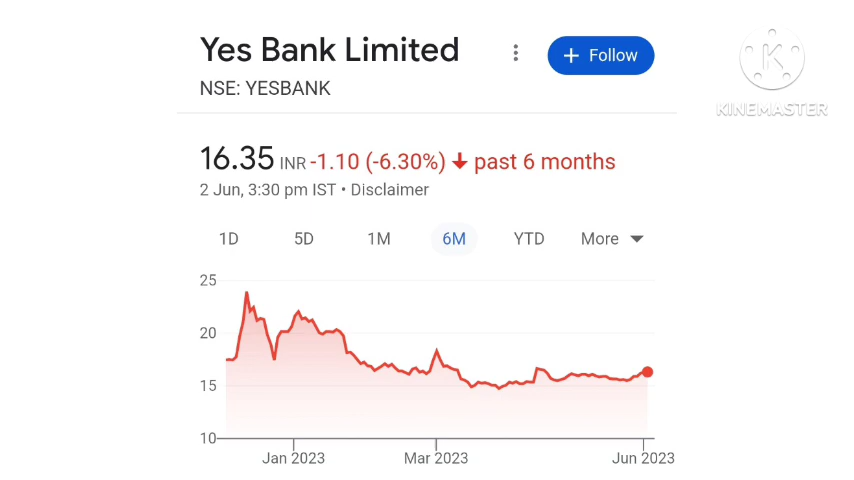 Yes Bank Limited
+ Follow
NSE: YESBANK
K
KINEMASTER
16.35 INR -1.10 (-6.30%) ↓ past 6 months
2 Jun, 3:30 pm IST • Disclaimer
1D 5D 1M 6M YTD More
25
20
15
10
Jan 2023 Mar 2023 Jun 2023